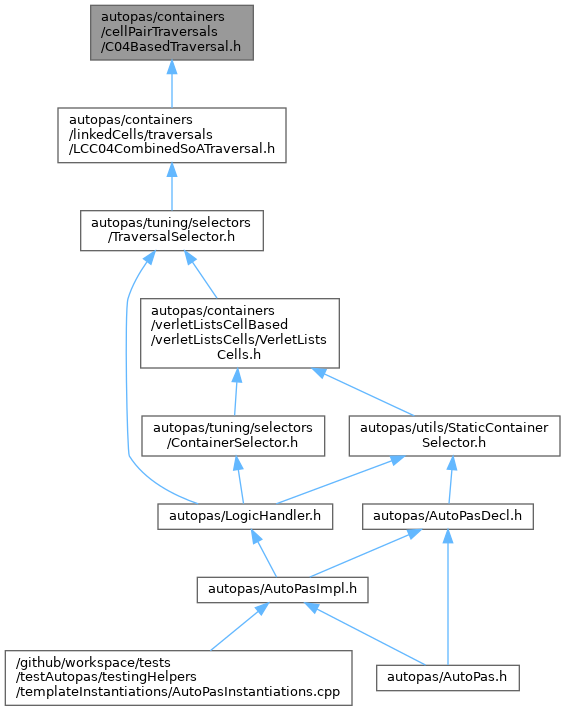 autopas/containers
/cellPairTraversals
/C04BasedTraversal.h
autopas/containers
/linkedCells/traversals
/LCC04CombinedSoATraversal.h
autopas/tuning/selectors
/TraversalSelector.h
autopas/containers
/verletListsCellBased
/verletListsCells/VerletLists
Cells.h
autopas/tuning/selectors
/ContainerSelector.h
autopas/utils/StaticContainer
Selector.h
autopas/LogicHandler.h
autopas/AutoPasDecl.h
autopas/AutoPasImpl.h
/github/workspace/tests
/testAutopas/testingHelpers
/templateInstantiations/AutoPasInstantiations.cpp
autopas/AutoPas.h